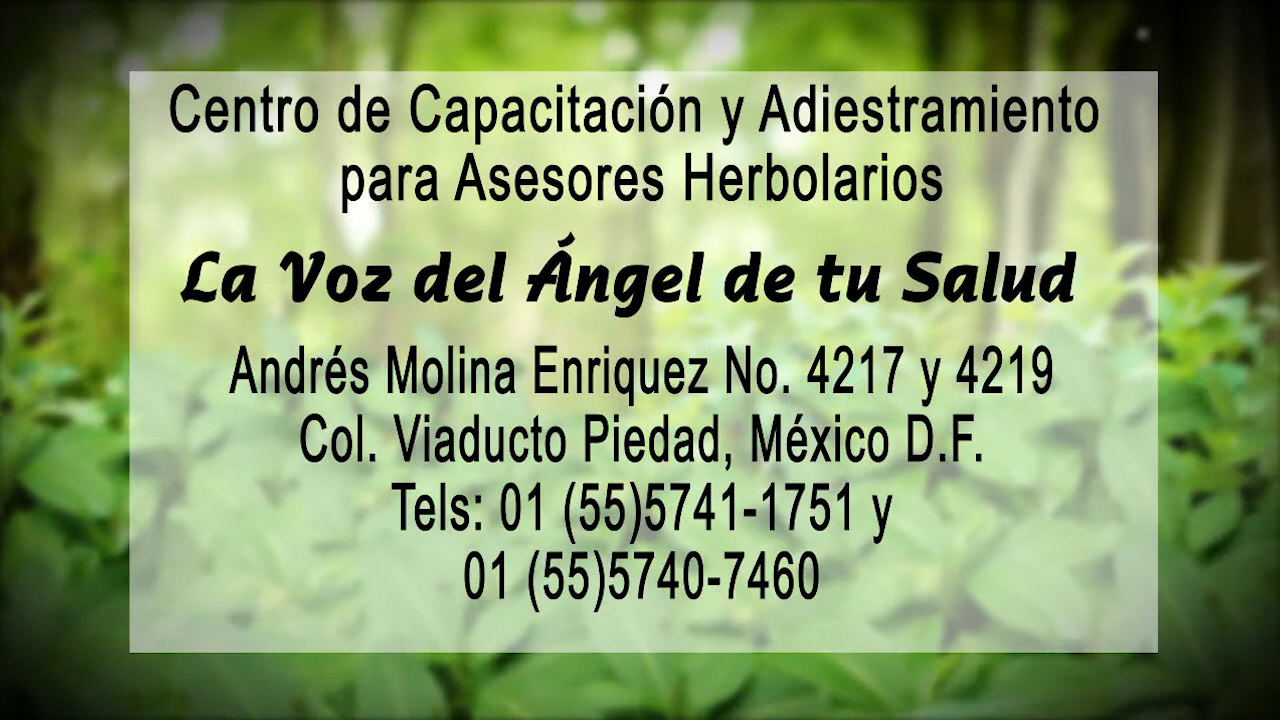 Centro de Capacitación y Adiestramiento
para Asesores Herbolarios
La Voz del Ángel de tu Salud
Andrés Molina Enriquez No. 4217 y 4219
Col. Viaducto Piedad, México D.F.
Tels: 01 (55)5741-1751 y
01 (55)5740-7460